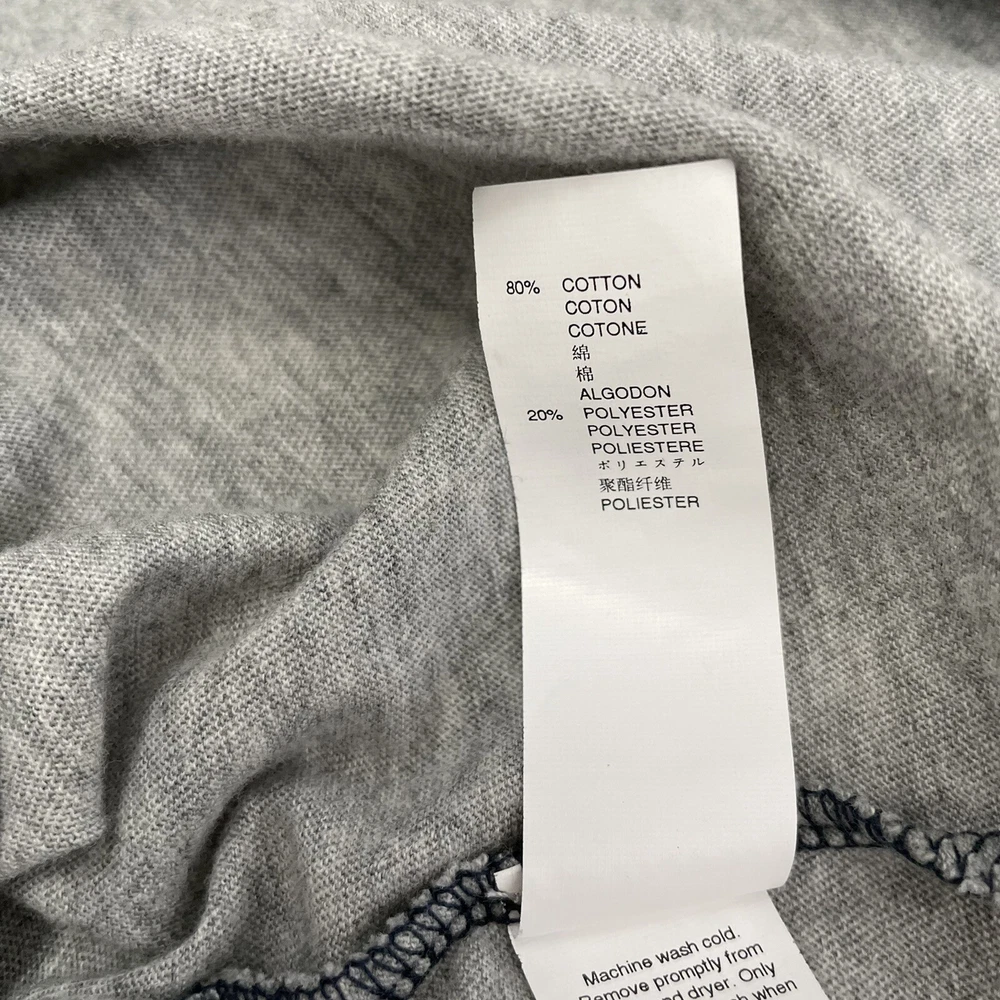 80% COTTON
COTON
COTONE
綿
棉
ALGODON
20% POLYESTER
POLYESTER
POLIESTERE
ポリエステル
聚酯纤维
POLIESTER
Machine wash cold.
Remove promptly from
dryer. Only
when